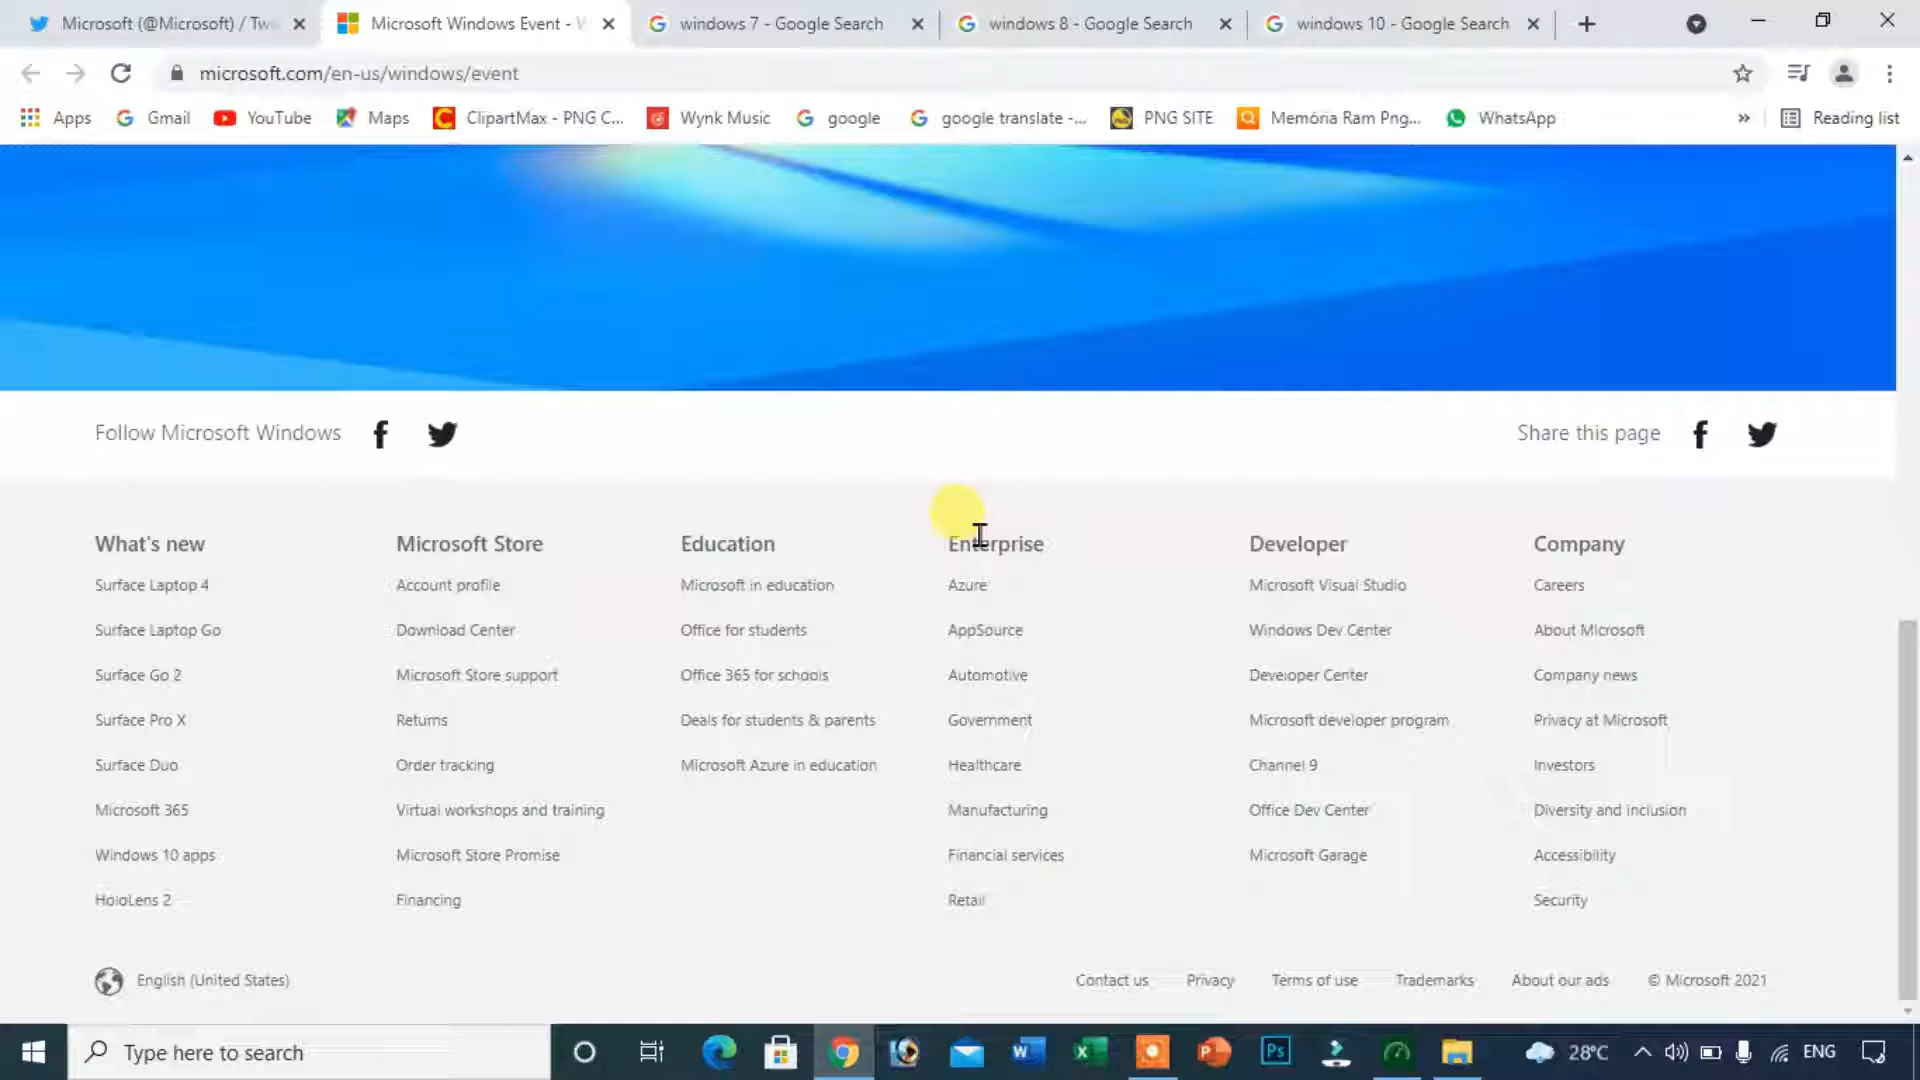 Microsoft (@Microsoft) / Tw
Microsoft Windows Event - W
windows 7 - Google Search
windows 8 - Google Search
windows 10 - Google Search
microsoft.com/en-us/windows/event
Apps
Gmail
YouTube
Maps
ClipartMax - PNG C...
Wynk Music
google
google translate -...
PNG SITE
Memória Ram Png...
WhatsApp
»
Reading list
Follow Microsoft Windows
Share this page
What's new
Surface Laptop 4
Surface Laptop Go
Surface Go 2
Surface Pro X
Surface Duo
Microsoft 365
Windows 10 apps
HoloLens 2
Microsoft Store
Account profile
Download Center
Microsoft Store support
Returns
Order tracking
Virtual workshops and training
Microsoft Store Promise
Financing
Education
Microsoft in education
Office for students
Office 365 for schools
Deals for students & parents
Microsoft Azure in education
Enterprise
Azure
AppSource
Automotive
Government
Healthcare
Manufacturing
Financial services
Retail
Developer
Microsoft Visual Studio
Windows Dev Center
Developer Center
Microsoft developer program
Channel 9
Office Dev Center
Microsoft Garage
Company
Careers
About Microsoft
Company news
Privacy at Microsoft
Investors
Diversity and inclusion
Accessibility
Security
English (United States)
Contact us
Privacy
Terms of use
Trademarks
About our ads
© Microsoft 2021
Type here to search
Ps
28°C
ENG